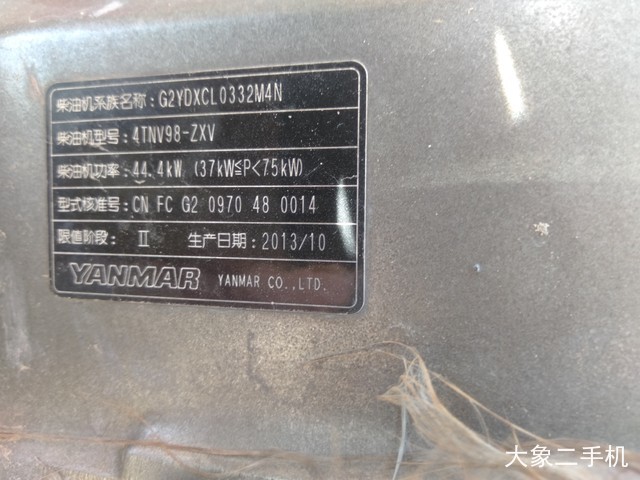 柴油机系族名称: G2YDXCL0332M4N
柴油机型号: 4TNV98-ZXV
柴油机功率: 44.4kW (37kW≦P<75kW)
型式核准号: CN FC G2 0970 48 0014
限值阶段: Ⅱ 生产日期: 2013/10
YANMAR YANMAR CO.,LTD.
大象二手机